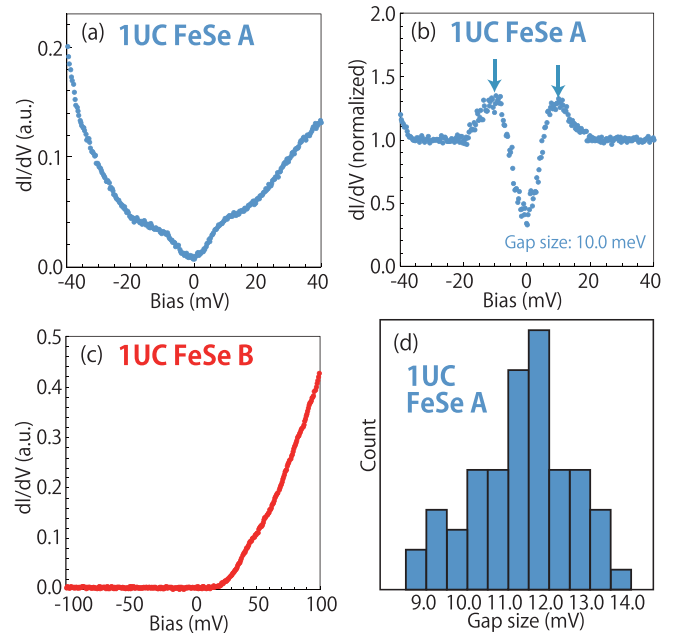 (a) 1UC FeSe A
0.2
0.1
0.0
dI/dV (a.u.)
-40 -20 0 20 40
Bias (mV)
(b) 1UC FeSe A
2.0
1.5
1.0
0.5
0.0
dI/dV (normalized)
Gap size: 10.0 meV
-40 -20 0 20 40
Bias (mV)
(c) 1UC FeSe B
0.5
0.4
0.3
0.2
0.1
0.0
dI/dV (a.u.)
-100 -50 0 50 100
Bias (mV)
(d)
1UC
FeSe A
Count
9.0 10.0 11.0 12.0 13.0 14.0
Gap size (mV)